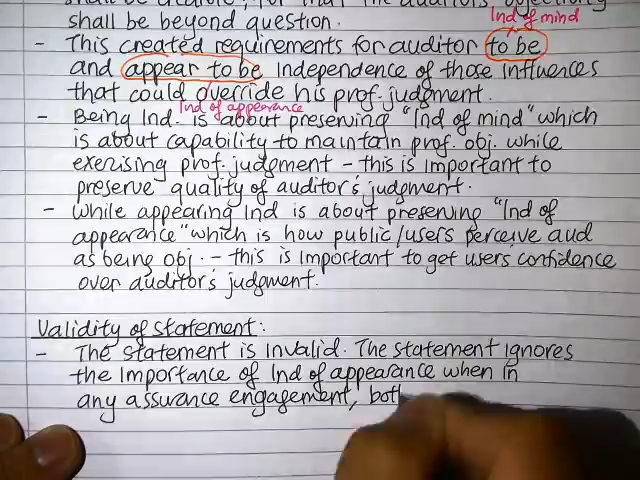 shall be beyond question.
Ind of mind
- This created requirements for auditor to be
and appear to be independence of those influences
that could override his prof. judgment.
Ind of appearance
- Being Ind. is about preserving "Ind of mind" which
is about capability to maintain prof. obj. while
exerising prof. judgment - this is important to
preserve quality of auditor's judgment.
- While appearing Ind is about preserving "Ind of
appearance" which is how public/users perceive aud
as being obj. - this is important to get users' confidence
over auditor's judgment.
Validity of statement:
- The statement is invalid. The statement ignores
the importance of Ind of appearance when in
any assurance engagement, bot